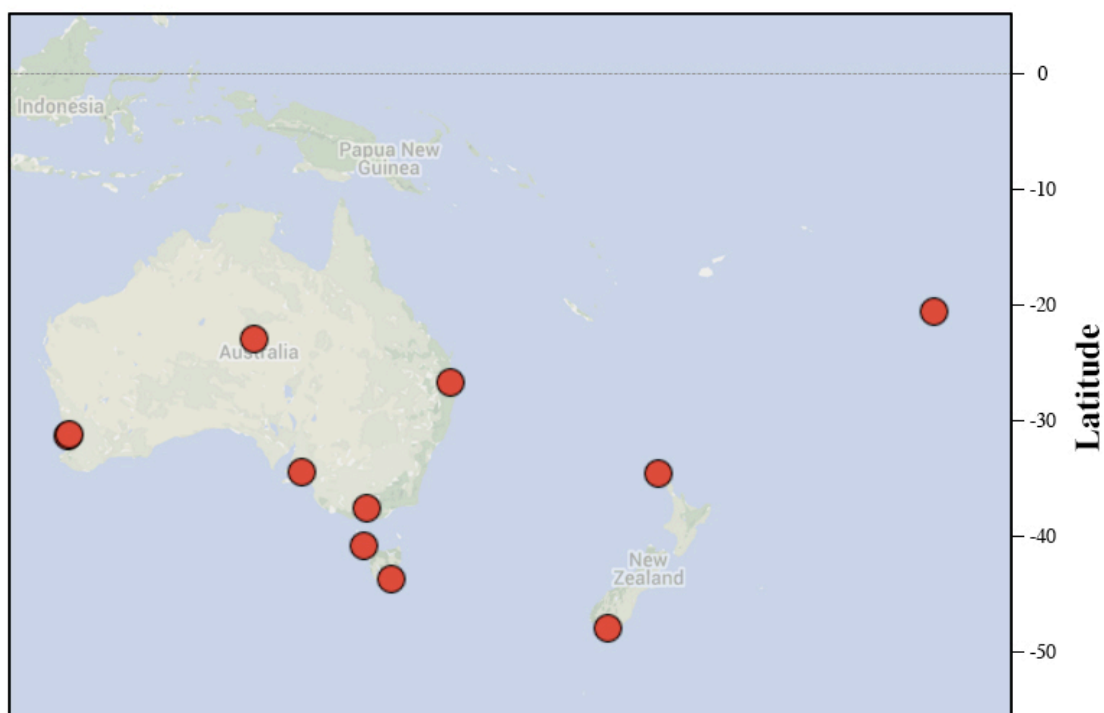 0
Indonesia
Papua New
Guinea
-10
-20
Australia
Latitude
-30
-40
New
Zealand
-50